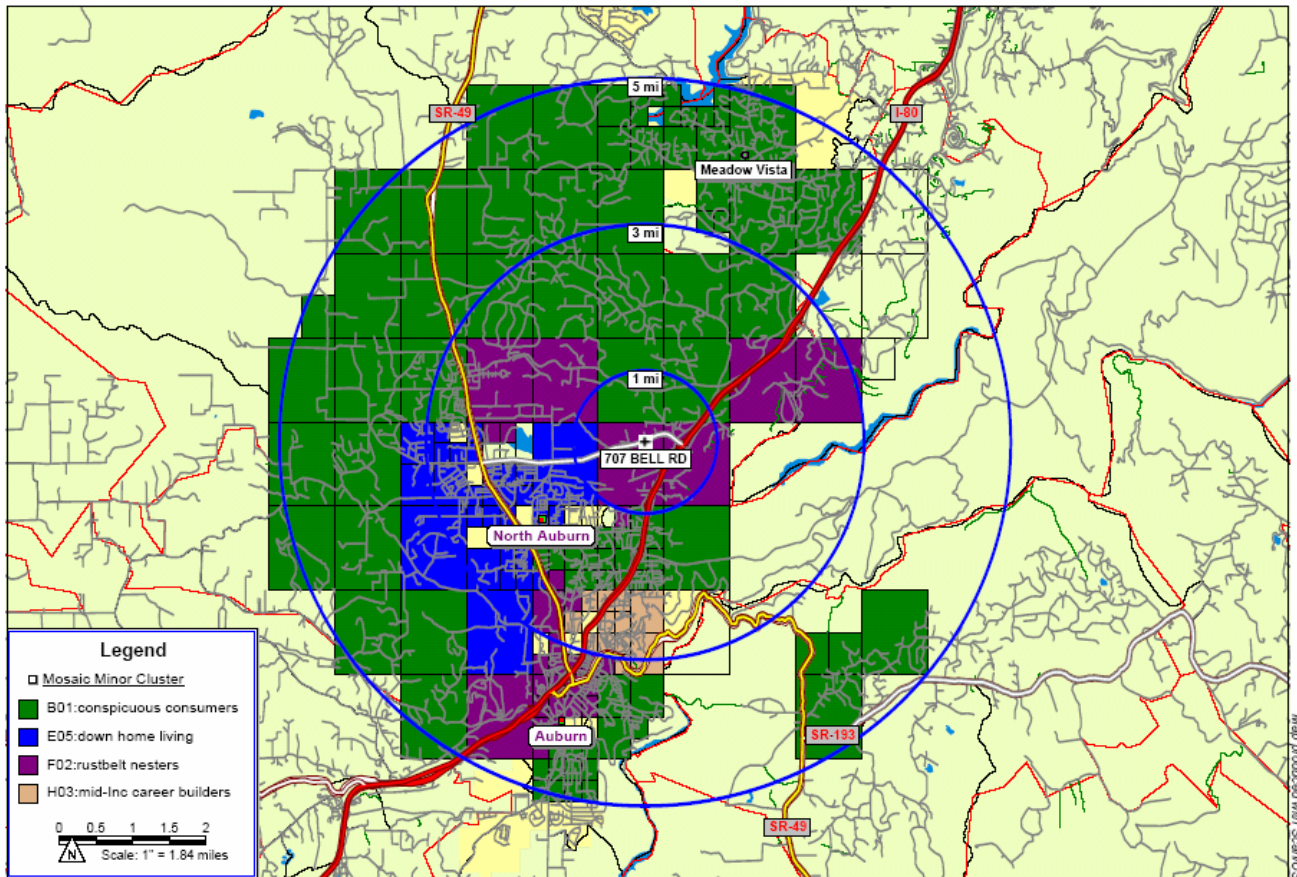 5 mi
SR-49
I-80
Meadow Vista
3 mi
1 mi
707 BELL RD
North Auburn
Auburn
SR-193
SR-49
Legend
Mosaic Minor Cluster
B01:conspicuous consumers
E05:down home living
F02:rustbelt nesters
H03:mid-Inc career builders
0 0.5 1 1.5 2
N
Scale: 1" = 1.84 miles